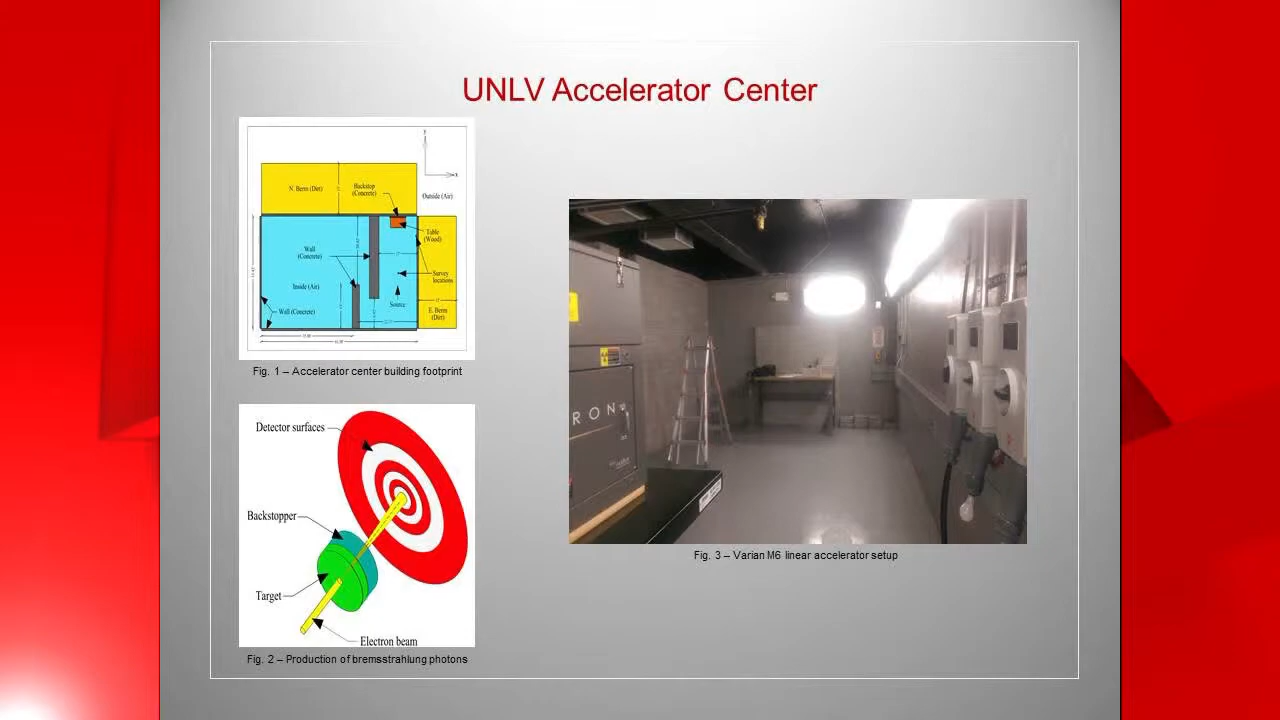 UNLV Accelerator Center
Y
x
N. Berm (Dirt)
Backstop
(Concrete)
Outside (Air)
Table
(Wood)
Wall
(Concrete)
Survey
locations
Inside (Air)
Source
E. Berm
(Dirt)
Wall (Concrete)
Fig. 1 – Accelerator center building footprint
Detector surfaces
Backstopper
Target
Electron beam
Fig. 2 – Production of bremsstrahlung photons
RON
Fig. 3 – Varian M6 linear accelerator setup